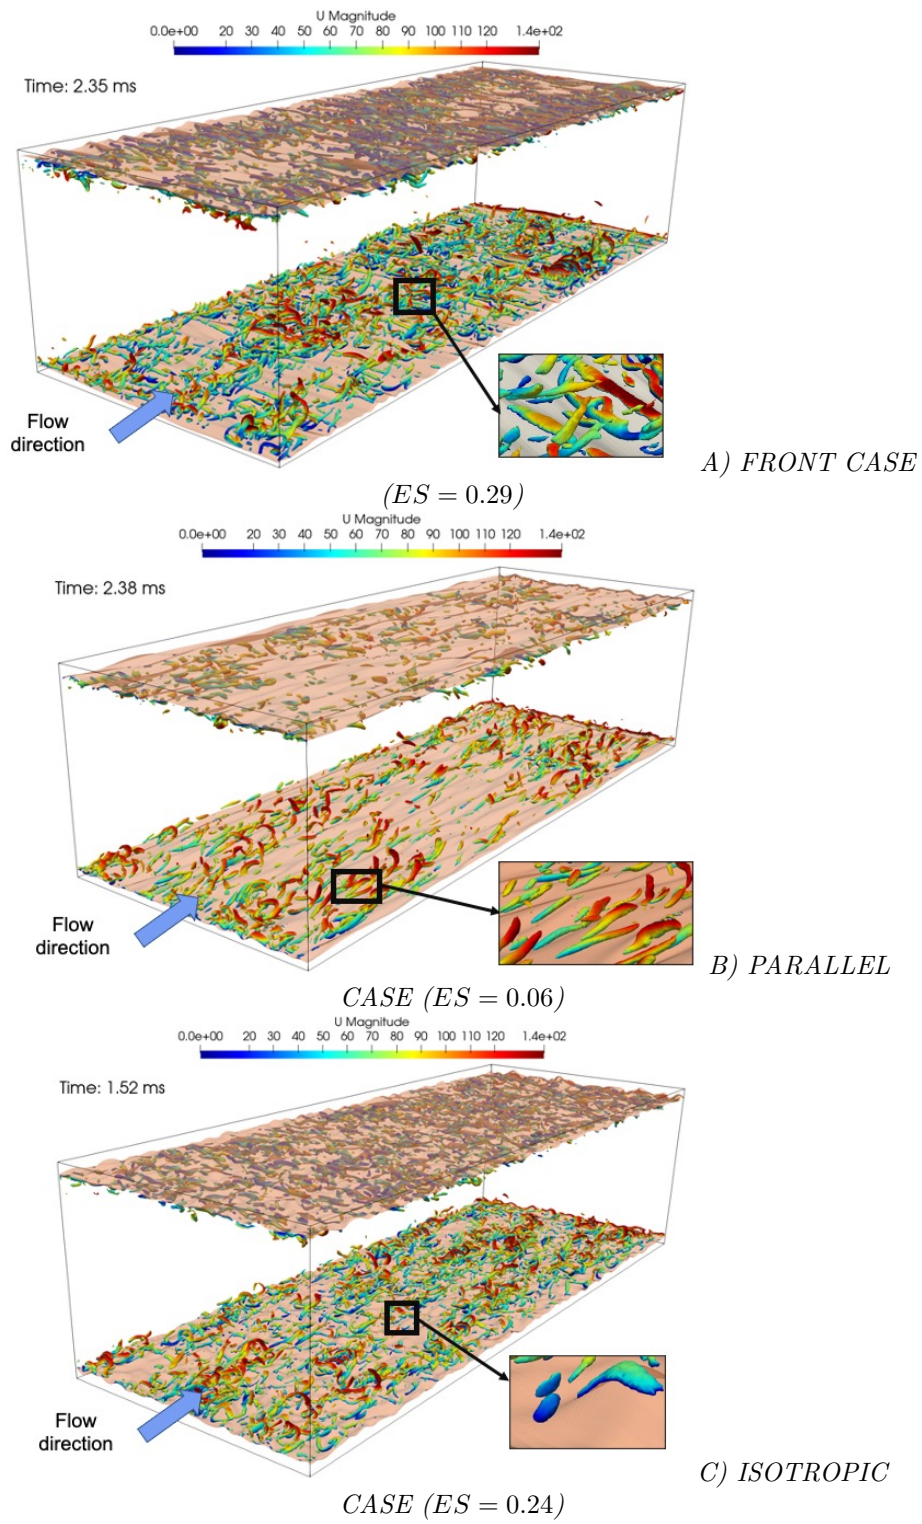 U Magnitude
0.0e+00 20 30 40 50 60 70 80 90 100 110 120 1.4e+02
Time: 2.35 ms
Flow
direction
A) FRONT CASE
(ES = 0.29)
U Magnitude
0.0e+00 20 30 40 50 60 70 80 90 100 110 120 1.4e+02
Time: 2.38 ms
Flow
direction
B) PARALLEL
CASE (ES = 0.06)
U Magnitude
0.0e+00 20 30 40 50 60 70 80 90 100 110 120 1.4e+02
Time: 1.52 ms
Flow
direction
C) ISOTROPIC
CASE (ES = 0.24)